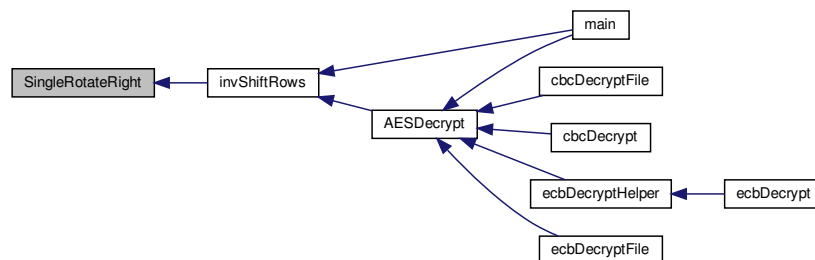 main
SingleRotateRight
invShiftRows
cbcDecryptFile
AESDecrypt
cbcDecrypt
ecbDecryptHelper
ecbDecrypt
ecbDecryptFile